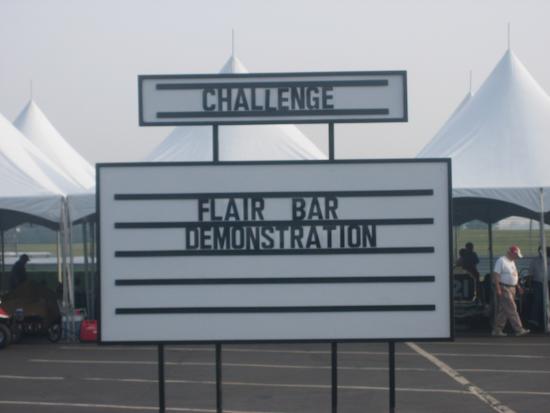 CHALLENGE
FLAIR BAR
DEMONSTRATION